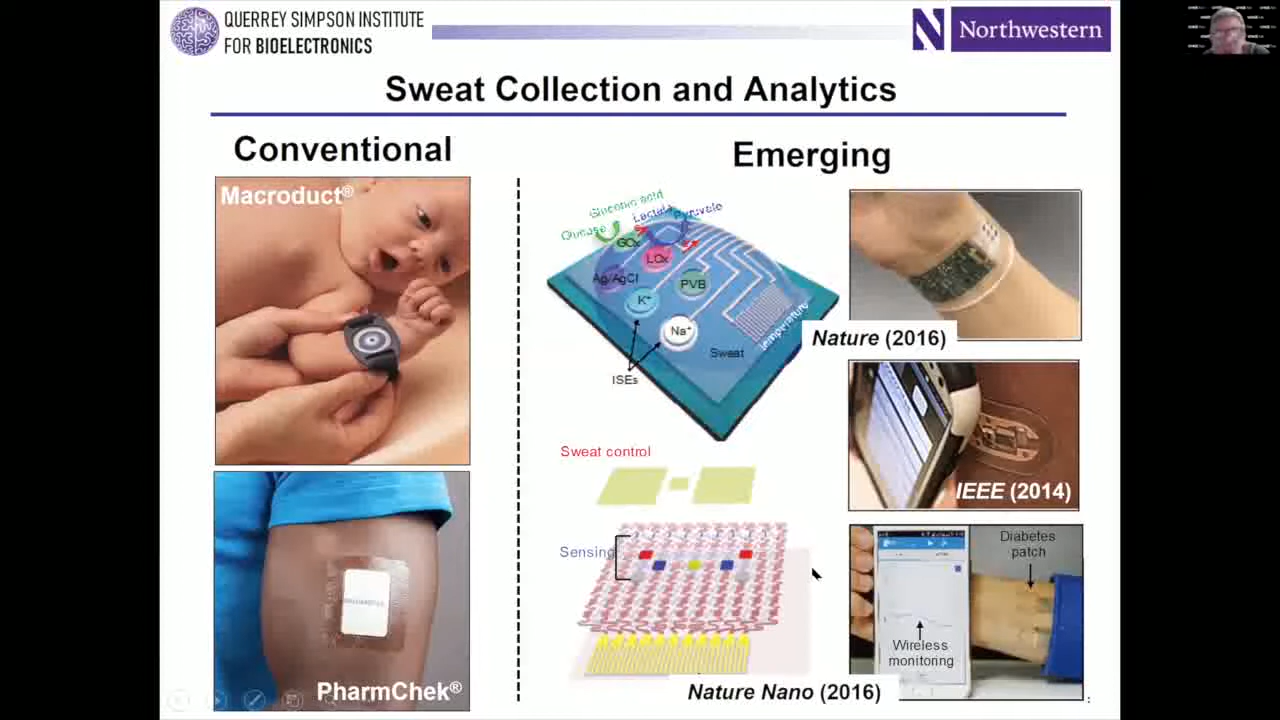 QUERREY SIMPSON INSTITUTE
FOR BIOELECTRONICS
Northwestern
Sweat Collection and Analytics
Conventional
Macroduct®
PharmChek®
Emerging
Gluconic acid
Glucose
Lactate
Pyruvate
GOx
LOx
Ag/AgCl
PVB
K+
Na+
temperature
Sweat
ISEs
Nature (2016)
IEEE (2014)
Sweat control
Sensing
Diabetes
patch
Wireless
monitoring
Nature Nano (2016)